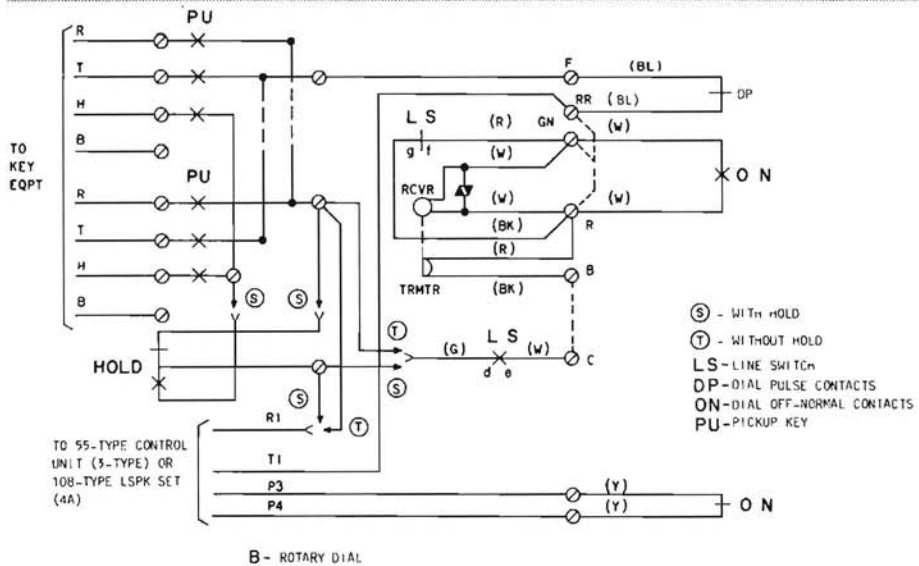 PU
R
T
H
B
TO
KEY
EQPT
R
T
H
B
PU
HOLD
S
S
S
T
S
T
F
(BL)
DP
RR
(BL)
LS
g f
(R)
GN
(W)
(W)
RCVR
(W)
R
(W)
ON
(BK)
(R)
TRMTR
(BK)
B
LS
(G)
(W)
d e
C
S - WITH HOLD
T - WITHOUT HOLD
LS-LINE SWITCH
DP-DIAL PULSE CONTACTS
ON-DIAL OFF-NORMAL CONTACTS
PU-PICKUP KEY
TO 55-TYPE CONTROL
UNIT (3-TYPE) OR
108-TYPE LSPK SET
(4A)
R1
T1
P3
(Y)
P4
(Y)
ON
B- ROTARY DIAL